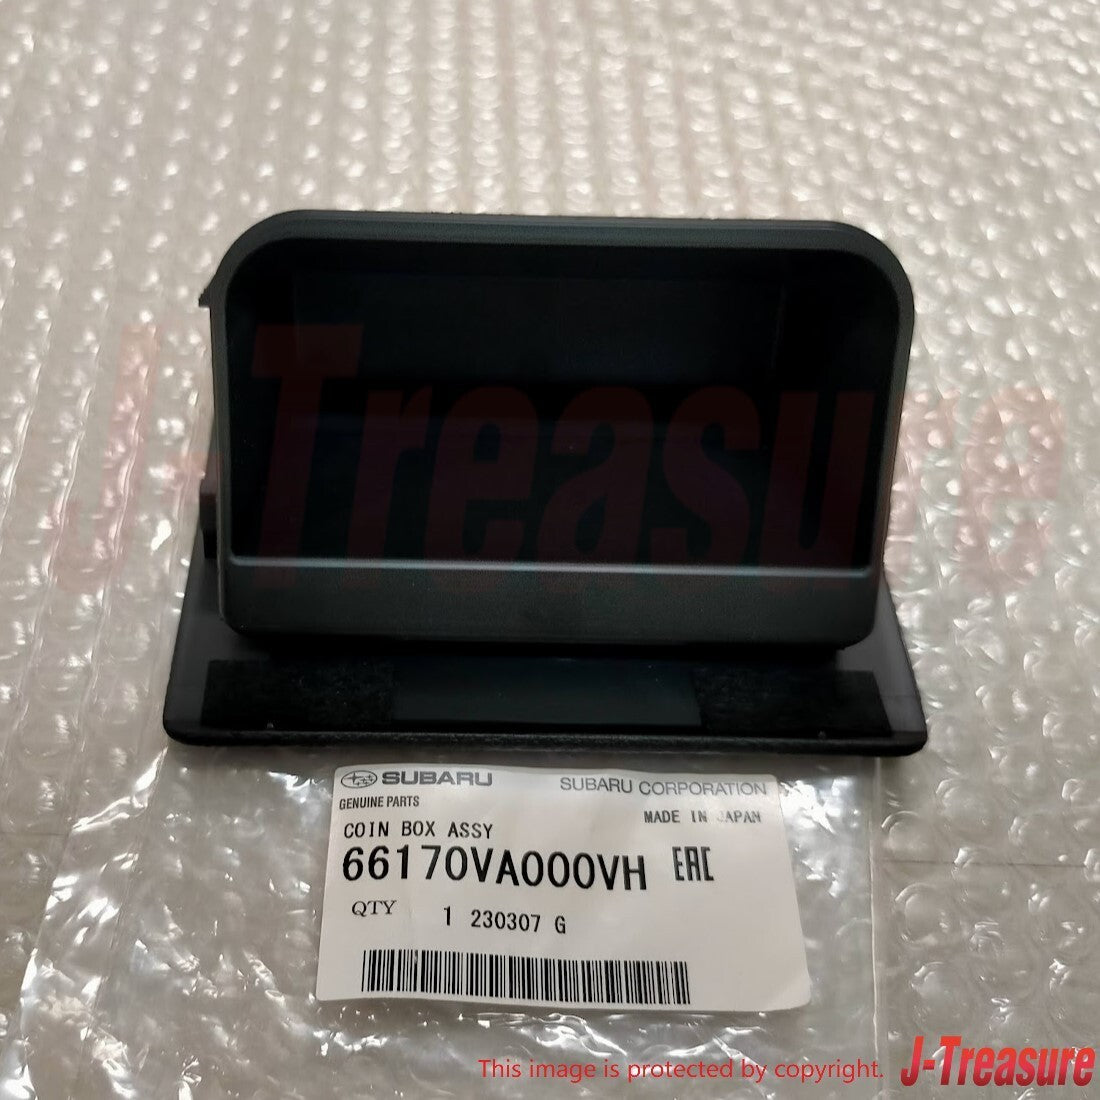 J-Treasure
SUBARU SUBARU CORPORATION
GENUINE PARTS MADE IN JAPAN
COIN BOX ASSY
66170VA000VH EAC
QTY 1 230307 G
This image is protected by copyright. J-Treasure